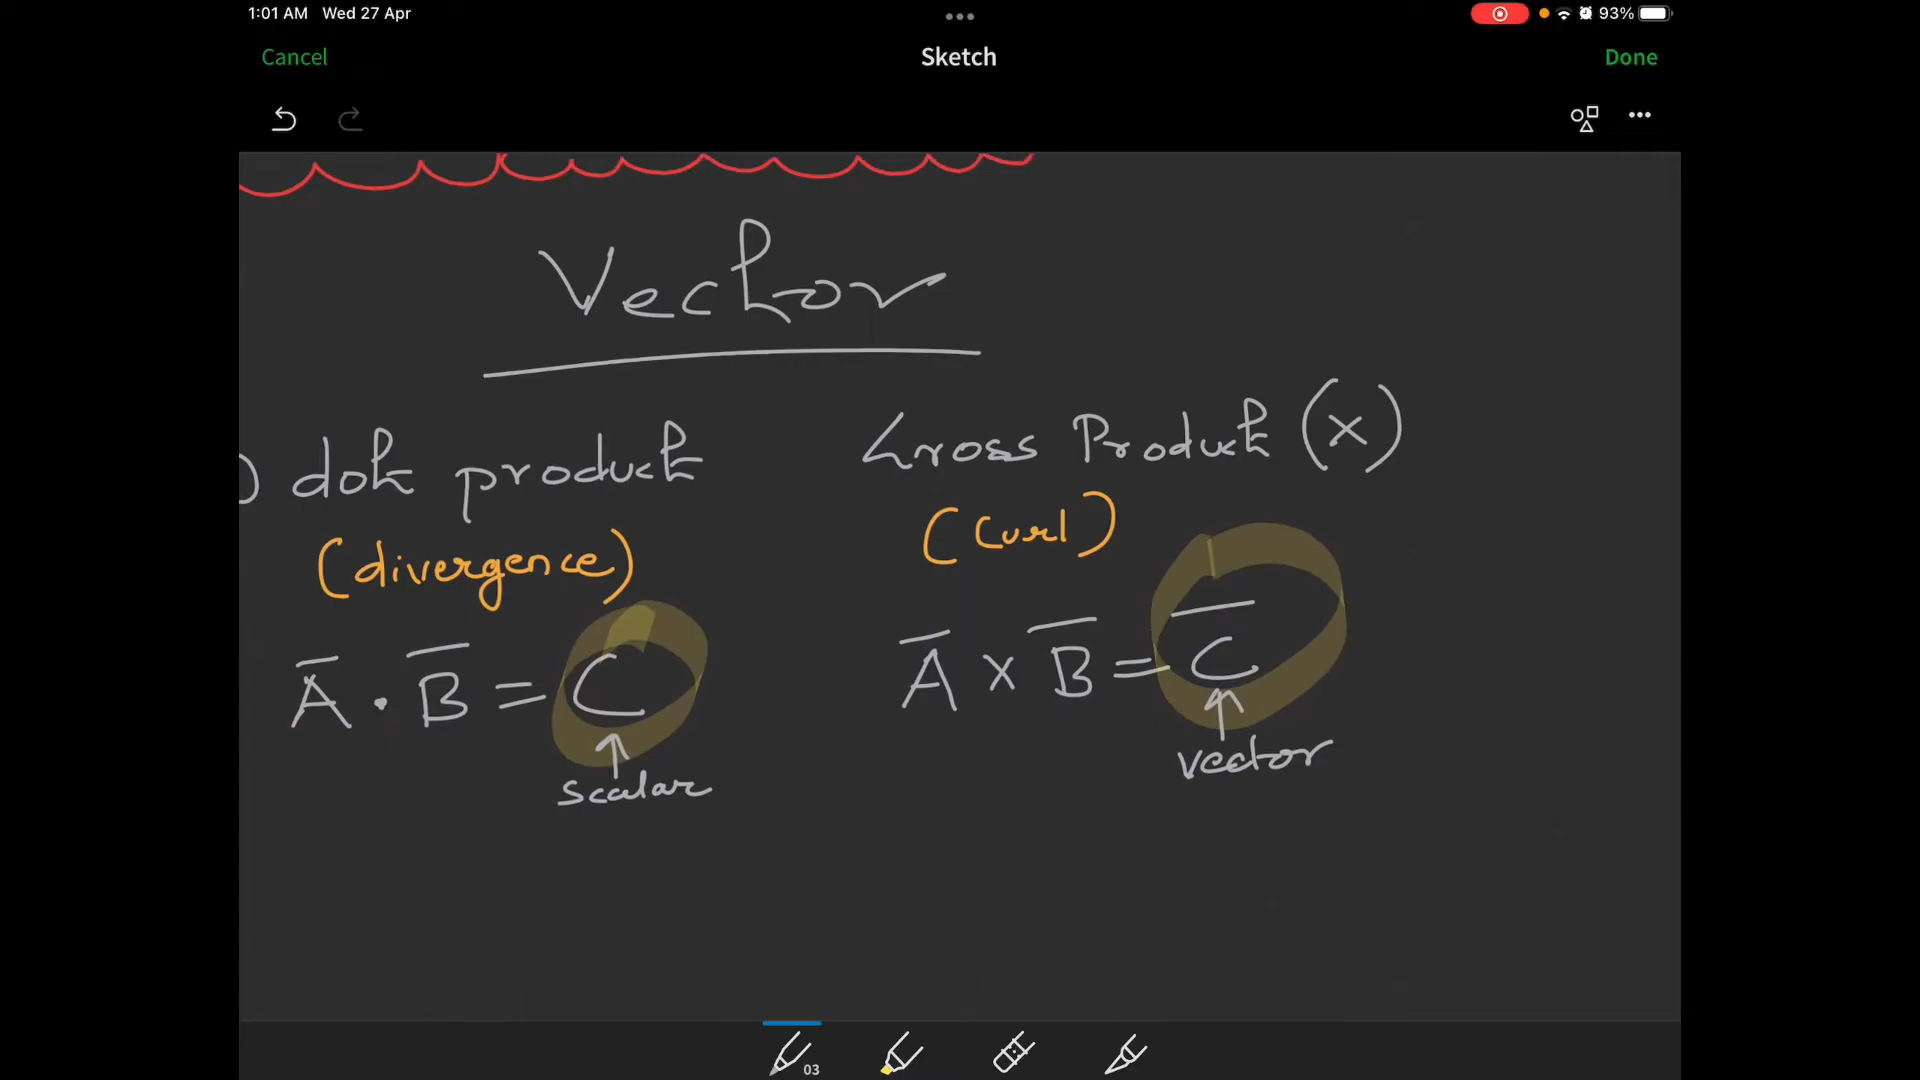 1:01 AM Wed 27 Apr
93%
Cancel
Sketch
Done
Vector
) dot product
Cross Product (x)
(divergence)
(Curl)
A̅ · B̅ = C
A̅ x B̅ = C̅
scalar
vector
03